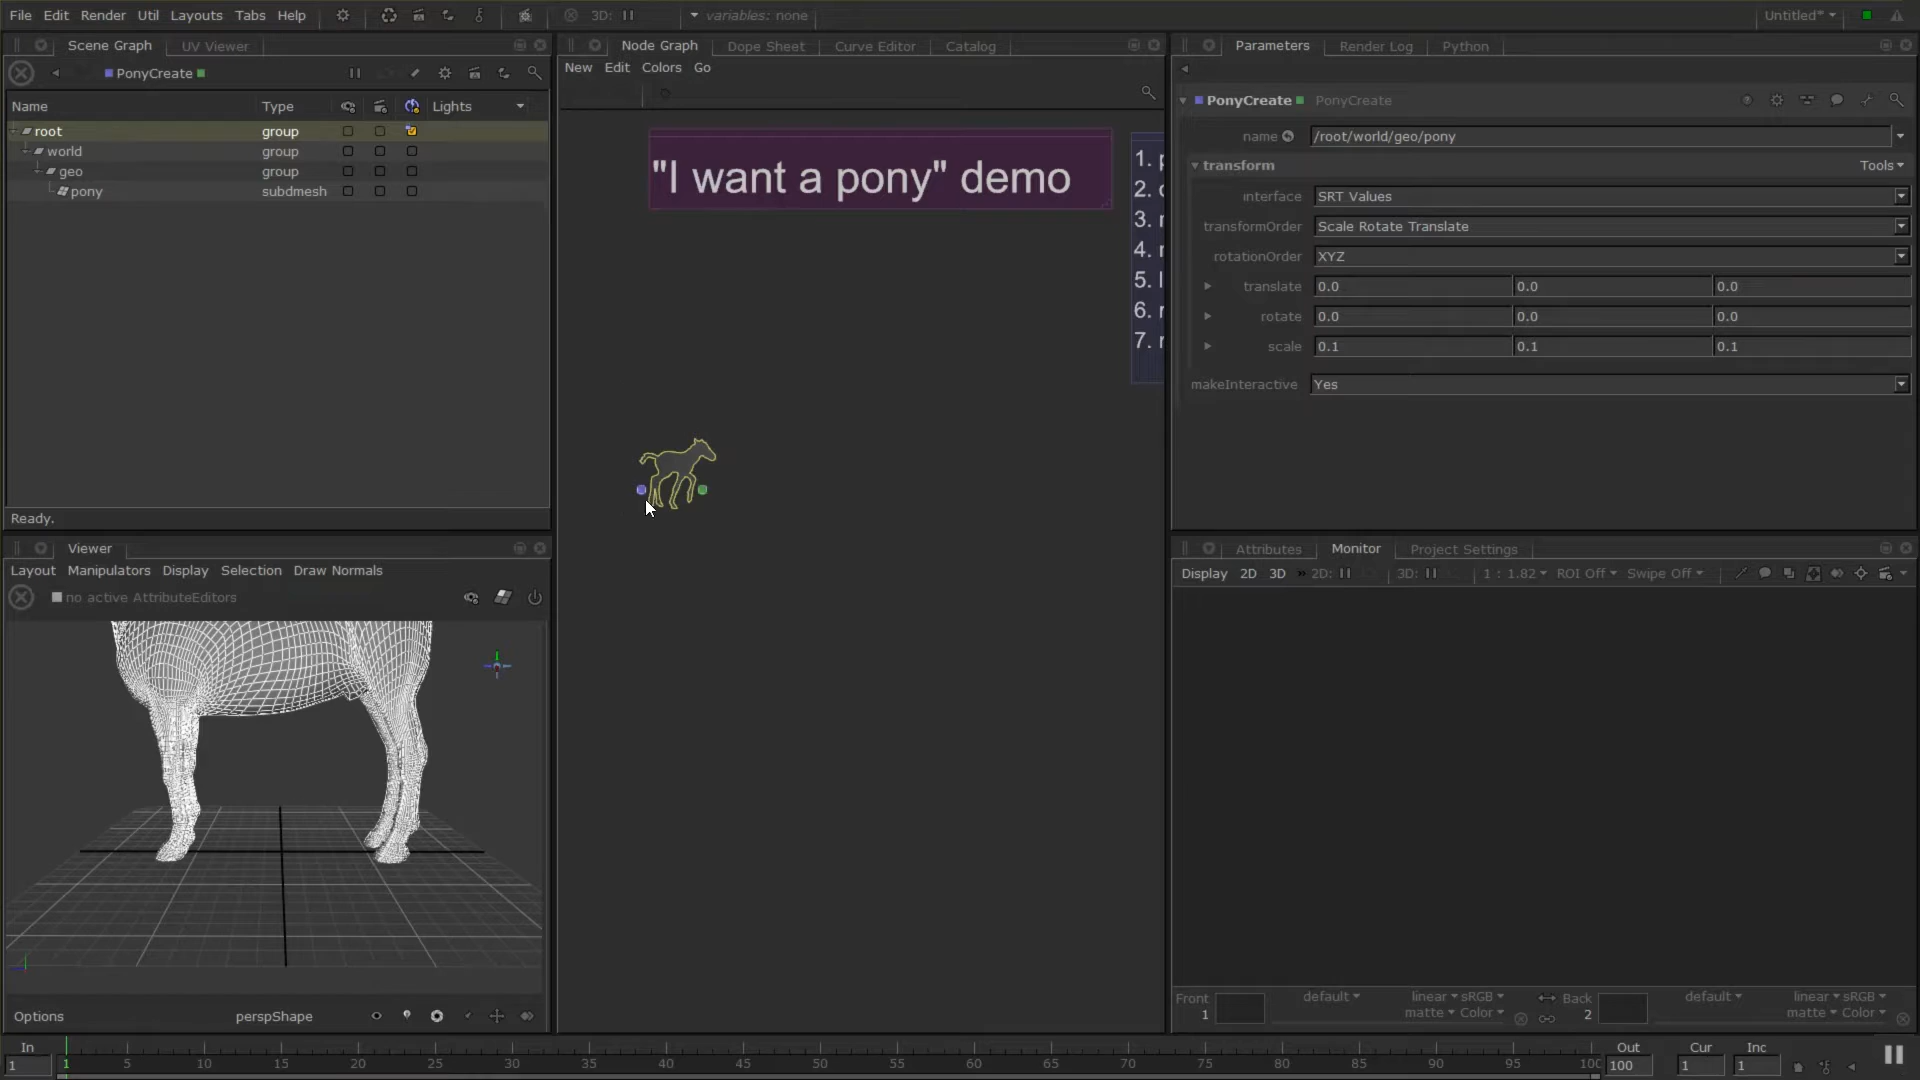 File Edit Render Util Layouts Tabs Help 3D: variables: none Untitled*
Scene Graph UV Viewer
PonyCreate
Name Type Lights
root group
world group
geo group
pony subdmesh
Ready.
Node Graph Dope Sheet Curve Editor Catalog
New Edit Colors Go
"I want a pony" demo
1.
2.
3.
4.
5.
6.
7.
Parameters Render Log Python
PonyCreate PonyCreate
name /root/world/geo/pony
transform Tools
interface SRT Values
transformOrder Scale Rotate Translate
rotationOrder XYZ
translate 0.0 0.0 0.0
rotate 0.0 0.0 0.0
scale 0.1 0.1 0.1
makeInteractive Yes
Viewer
Layout Manipulators Display Selection Draw Normals
no active AttributeEditors
Options perspShape
Attributes Monitor Project Settings
Display 2D 3D » 2D: 3D: 1 : 1.82 ROI Off Swipe Off
Front default linear sRGB Back default linear sRGB
1 matte Color 2 matte Color
In Out Cur Inc
1 1 5 10 15 20 25 30 35 40 45 50 55 60 65 70 75 80 85 90 95 100 1 1